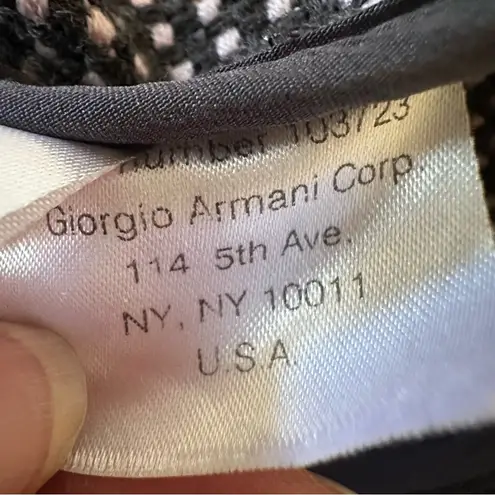 number 103723
Giorgio Armani Corp.
114 5th Ave.
NY, NY 10011
U.S.A.